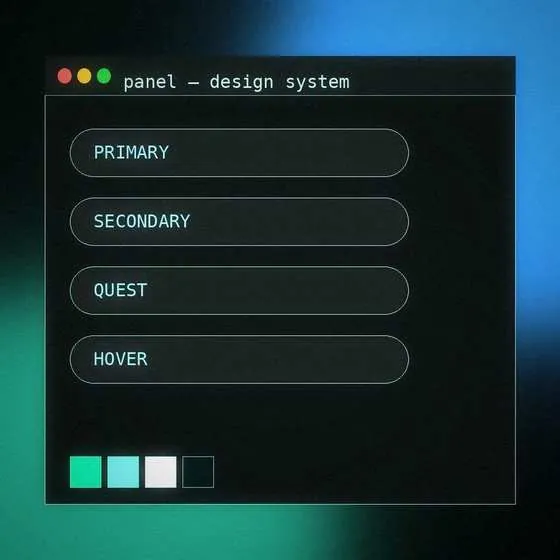 panel — design system
PRIMARY
SECONDARY
QUEST
HOVER